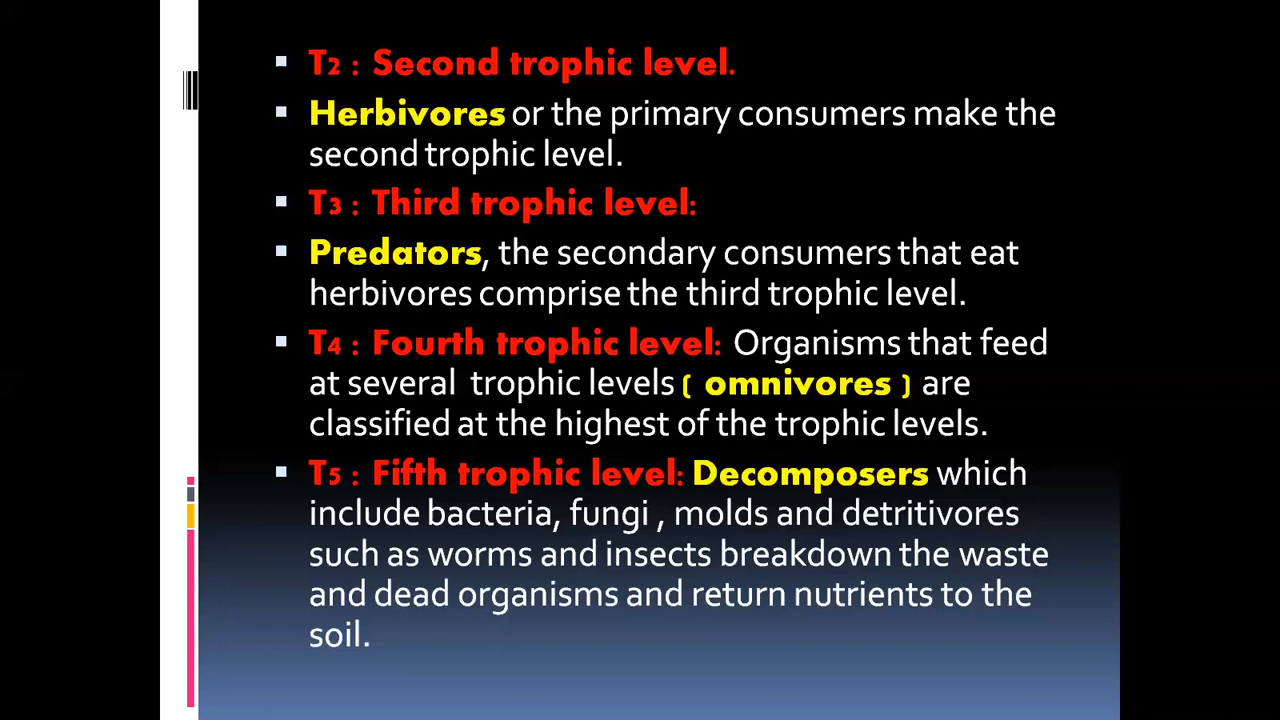 T2 : Second trophic level.
Herbivores or the primary consumers make the
second trophic level.
T3 : Third trophic level:
Predators, the secondary consumers that eat
herbivores comprise the third trophic level.
T4 : Fourth trophic level: Organisms that feed
at several trophic levels ( omnivores ) are
classified at the highest of the trophic levels.
T5 : Fifth trophic level: Decomposers which
include bacteria, fungi , molds and detritivores
such as worms and insects breakdown the waste
and dead organisms and return nutrients to the
soil.